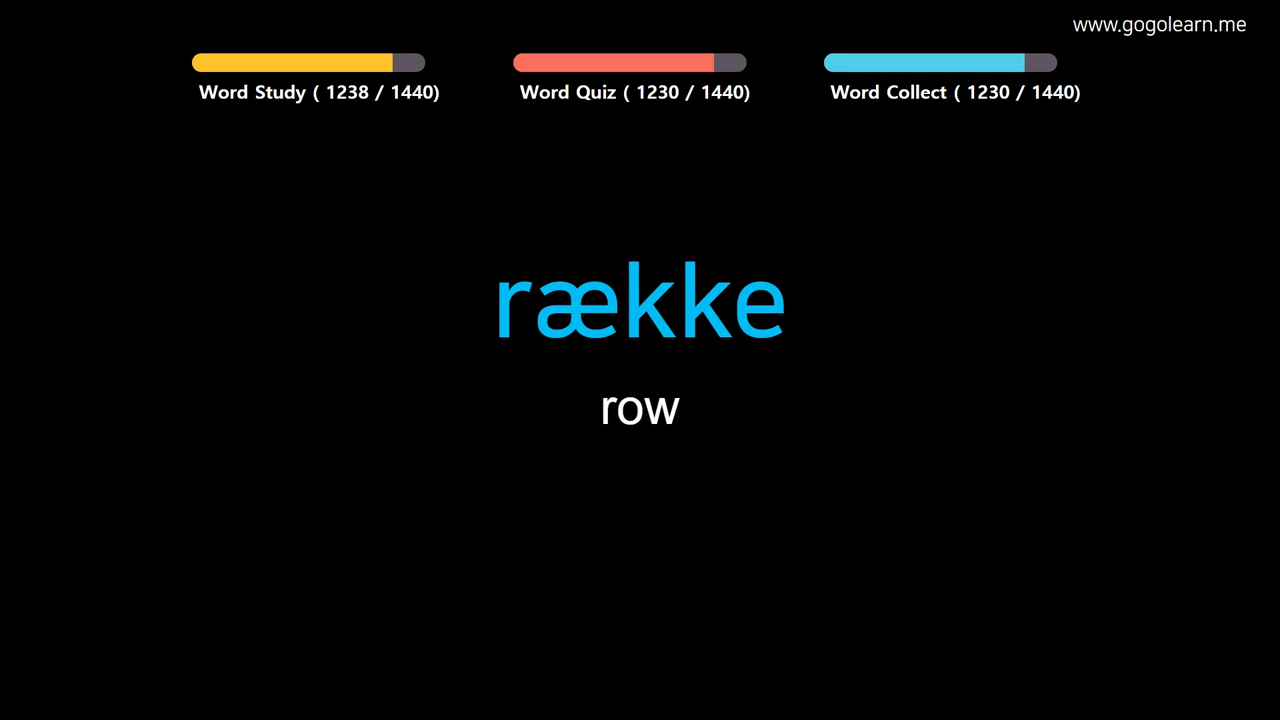 www.gogolearn.me
Word Study ( 1238 / 1440)
Word Quiz ( 1230 / 1440)
Word Collect ( 1230 / 1440)
række
row